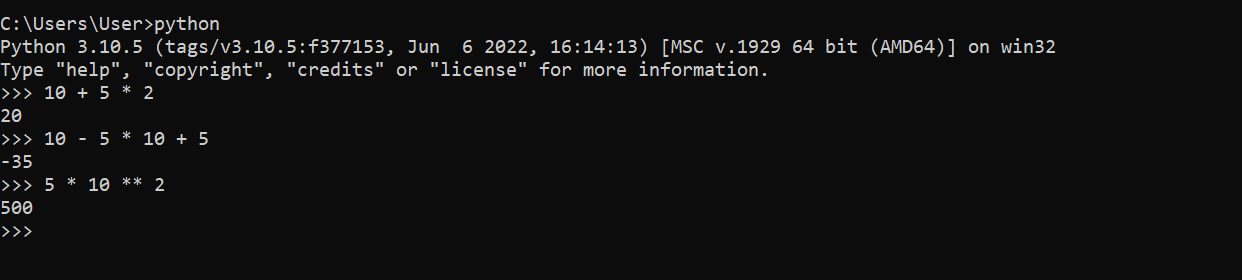 C:\Users\User>python
Python 3.10.5 (tags/v3.10.5:f377153, Jun  6 2022, 16:14:13) [MSC v.1929 64 bit (AMD64)] on win32
Type "help", "copyright", "credits" or "license" for more information.
>>> 10 + 5 * 2
20
>>> 10 - 5 * 10 + 5
-35
>>> 5 * 10 ** 2
500
>>>